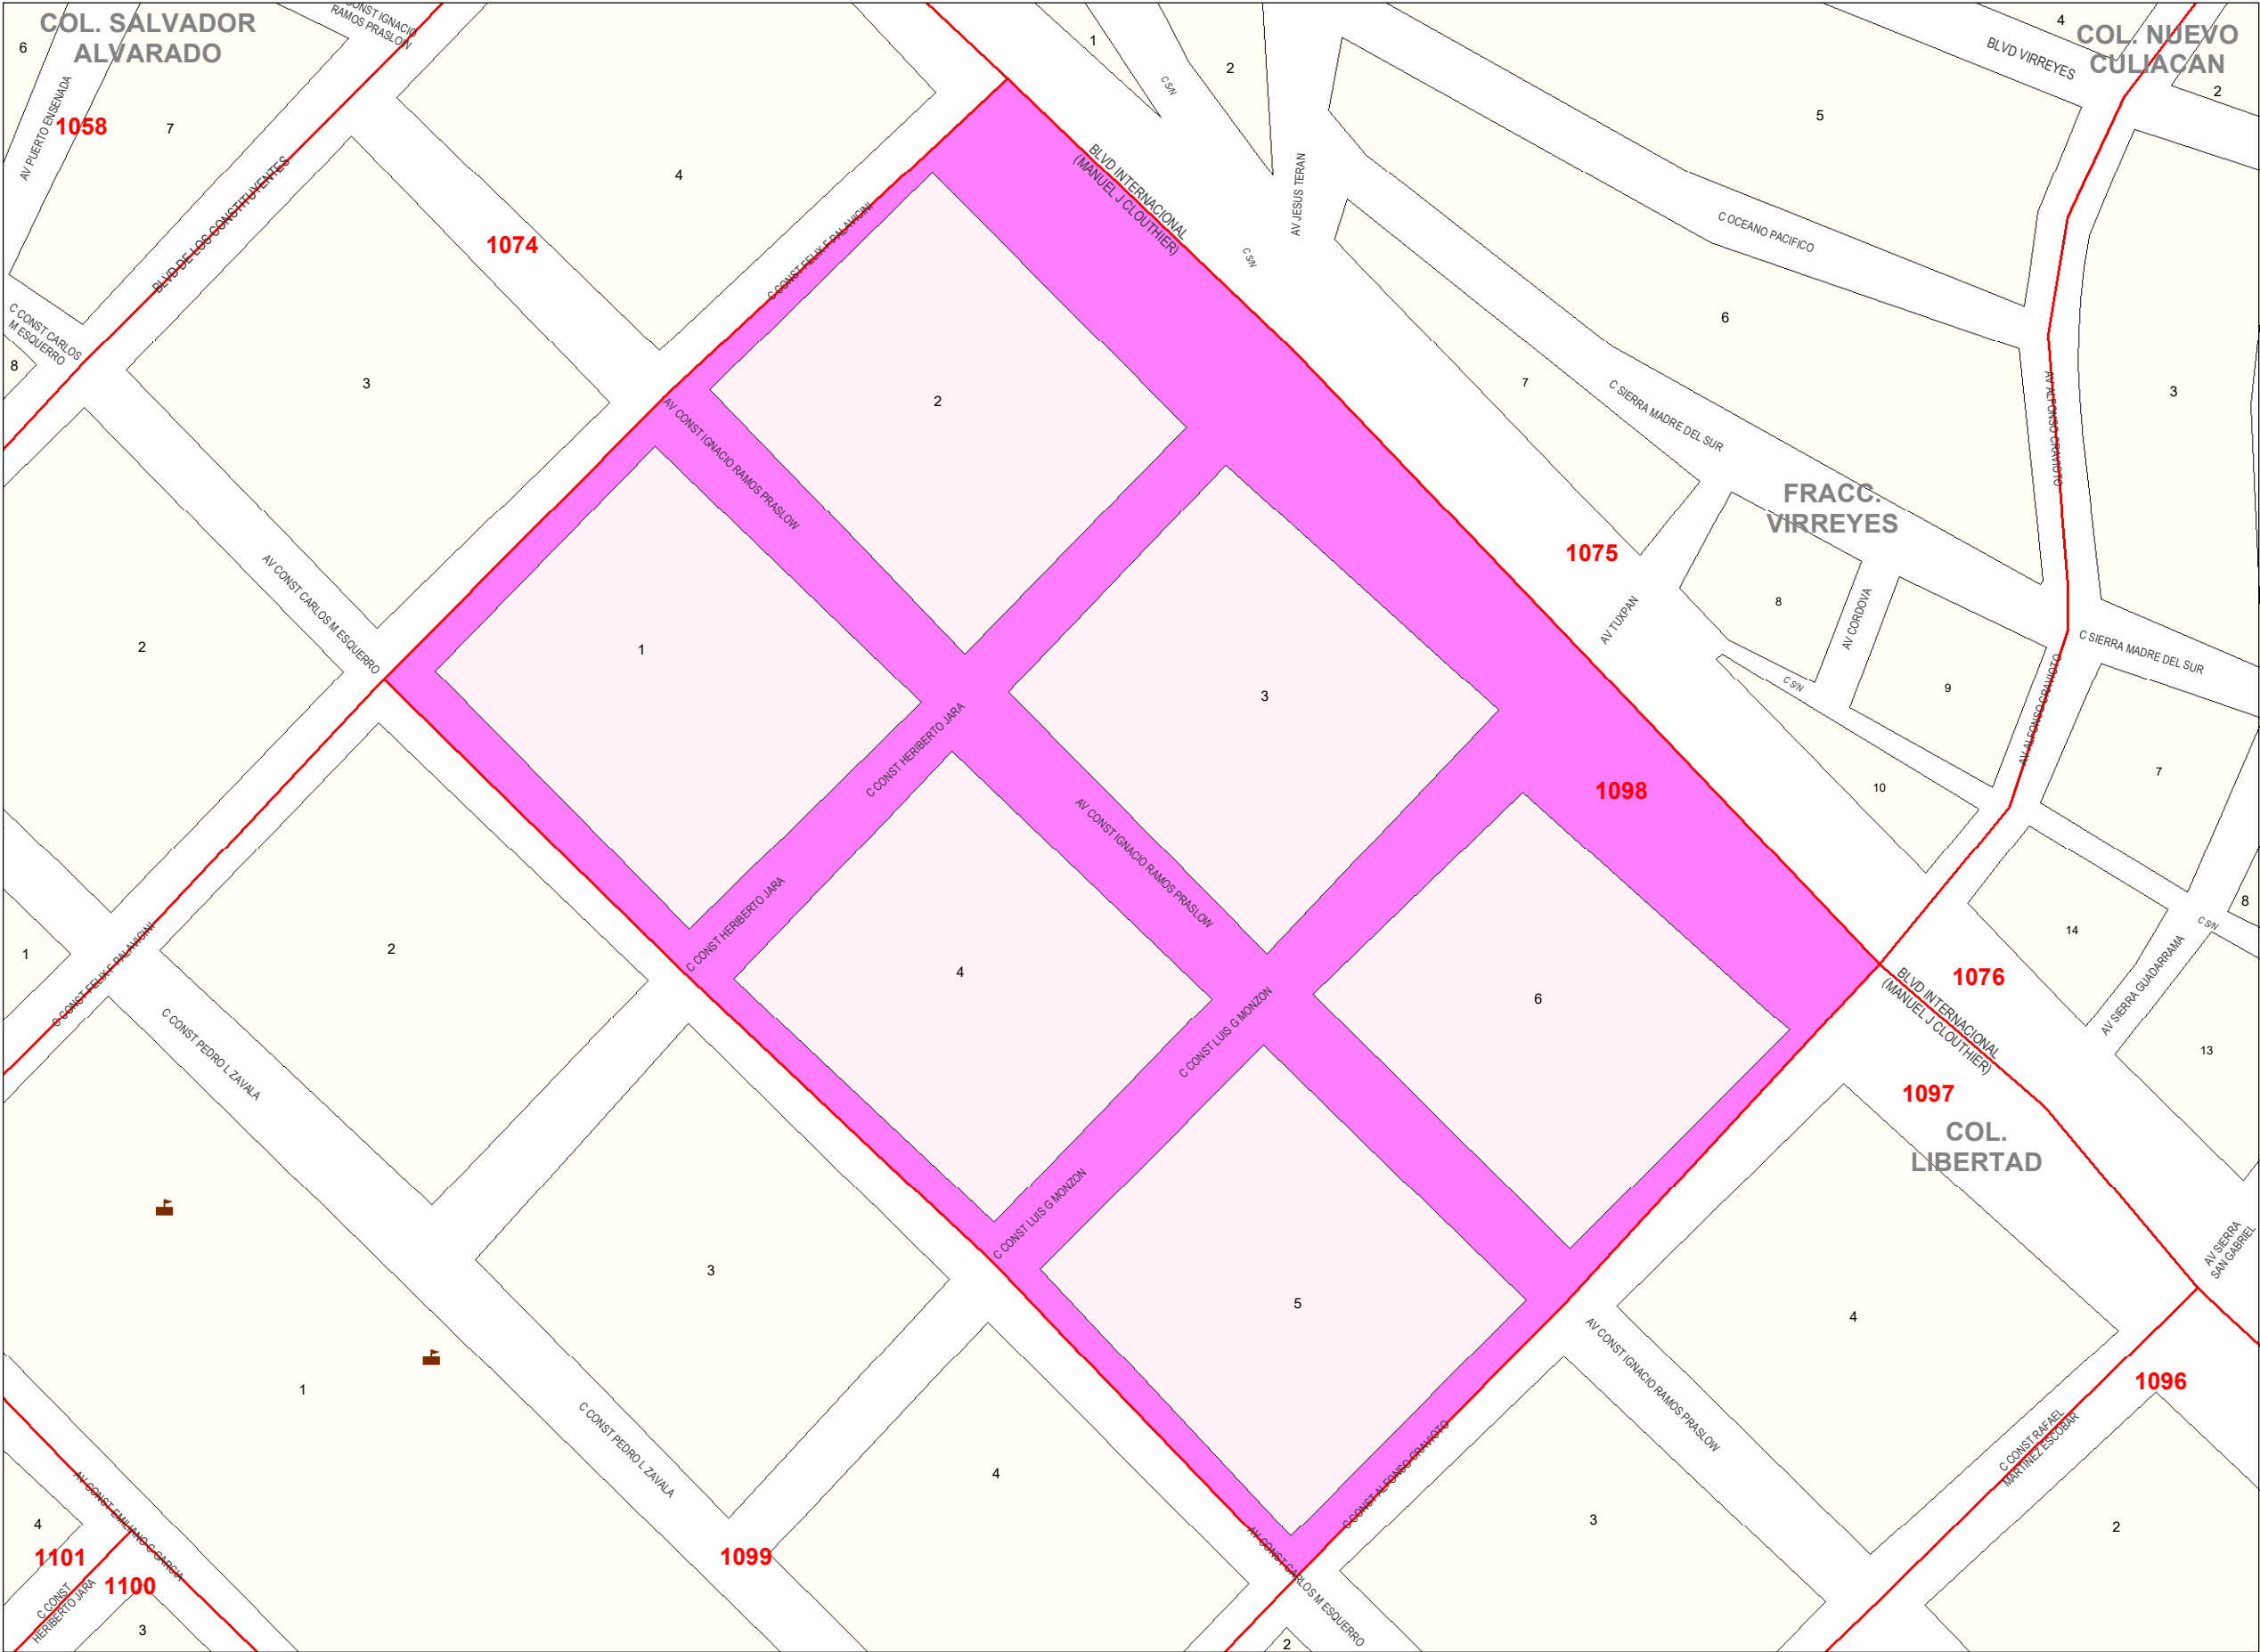 COL. SALVADOR
ALVARADO
CONST IGNACIO
RAMOS PRASLOW
COL. NUEVO
CULIACAN
6
7
1058
AV PUERTO ENSENADA
BLVD DE LOS CONSTITUYENTES
C CONST CARLOS
M ESQUERRO
8
1074
4
3
2
1
C CONST FELIX F PALAVICINI
BLVD INTERNACIONAL
(MANUEL J CLOUTHIER)
1
C S/N
2
AV JESUS TERAN
C S/N
4
BLVD VIRREYES
2
5
C OCEANO PACIFICO
6
3
7
C SIERRA MADRE DEL SUR
AV ALFONSO CRAVIOTO
FRACC.
VIRREYES
1075
8
AV TUXPAN
AV CORDOVA
9
C S/N
10
C SIERRA MADRE DEL SUR
AV ALFONSO CRAVIOTO
7
8
14
C S/N
AV SIERRA GUADARRAMA
13
1076
AV CONST IGNACIO RAMOS PRASLOW
2
1
3
C CONST HERIBERTO JARA
AV CONST IGNACIO RAMOS PRASLOW
1098
C CONST HERIBERTO JARA
4
6
C CONST LUIS G MONZON
C CONST LUIS G MONZON
5
AV CONST CARLOS M ESQUERRO
C CONST FELIX F PALAVICINI
2
C CONST PEDRO L ZAVALA
3
1
C CONST PEDRO L ZAVALA
4
1099
AV CONST EMILIANO C GARCIA
4
1101
1100
C CONST
HERIBERTO JARA
3
AV CONST CARLOS M ESQUERRO
C CONST ALFONSO CRAVIOTO
2
BLVD INTERNACIONAL
(MANUEL J CLOUTHIER)
1097
COL.
LIBERTAD
AV SIERRA
SAN GABRIEL
4
AV CONST IGNACIO RAMOS PRASLOW
3
1096
C CONST RAFAEL
MARTINEZ ESCOBAR
2